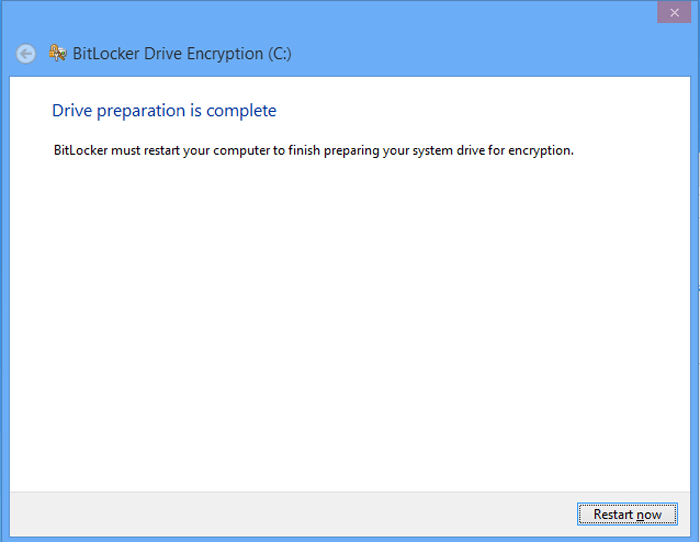 BitLocker Drive Encryption (C:)
Drive preparation is complete
BitLocker must restart your computer to finish preparing your system drive for encryption.
Restart now